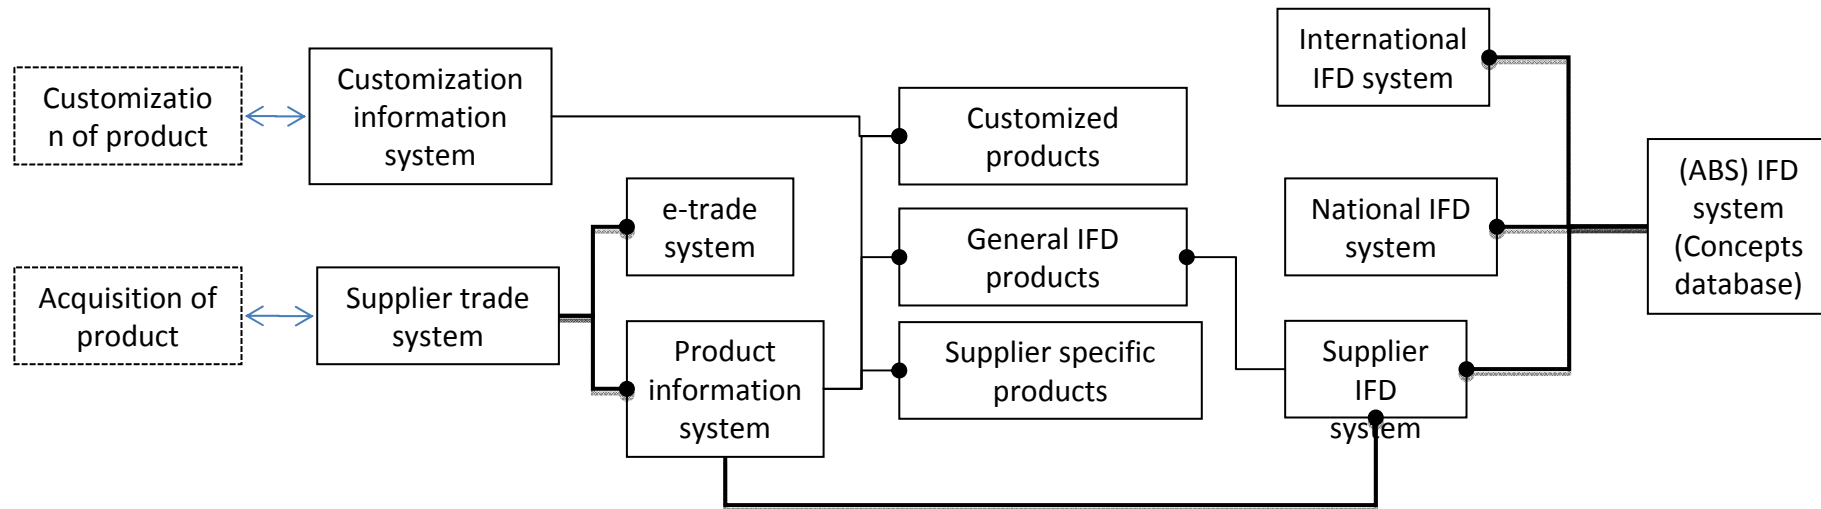 Customizatio
n of product
Customization
information
system
Customized
products
International
IFD system
e-trade
system
General IFD
products
National IFD
system
(ABS) IFD
system
(Concepts
database)
Acquisition of
product
Supplier trade
system
Product
information
system
Supplier specific
products
Supplier
IFD
system